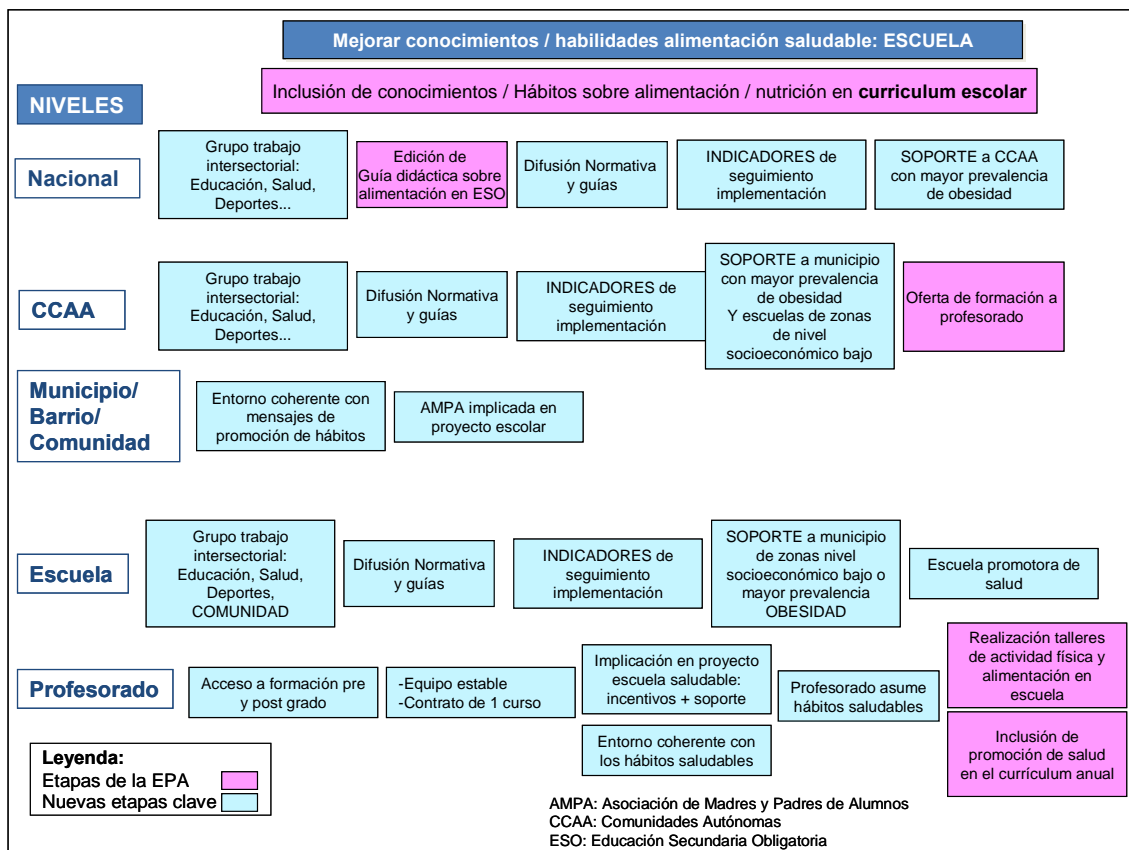 Mejorar conocimientos / habilidades alimentación saludable: ESCUELA
Inclusión de conocimientos / Hábitos sobre alimentación / nutrición en curriculum escolar
NIVELES
Nacional
Grupo trabajo
intersectorial:
Educación, Salud,
Deportes...
Edición de
Guía didáctica sobre
alimentación en ESO
Difusión Normativa
y guías
INDICADORES de
seguimiento
implementación
SOPORTE a CCAA
con mayor prevalencia
de obesidad
CCAA
Grupo trabajo
intersectorial:
Educación, Salud,
Deportes...
Difusión Normativa
y guías
INDICADORES de
seguimiento
implementación
SOPORTE a municipio
con mayor prevalencia
de obesidad
Y escuelas de zonas
de nivel
socioeconómico bajo
Oferta de formación a
profesorado
Municipio/
Barrio/
Comunidad
Entorno coherente con
mensajes de
promoción de hábitos
AMPA implicada en
proyecto escolar
Escuela
Grupo trabajo
intersectorial:
Educación, Salud,
Deportes,
COMUNIDAD
Difusión Normativa
y guías
INDICADORES de
seguimiento
implementación
SOPORTE a municipio
de zonas nivel
socioeconómico bajo o
mayor prevalencia
OBESIDAD
Escuela promotora de
salud
Profesorado
Acceso a formación pre
y post grado
-Equipo estable
-Contrato de 1 curso
Implicación en proyecto
escuela saludable:
incentivos + soporte
Entorno coherente con
los hábitos saludables
Profesorado asume
hábitos saludables
Realización talleres
de actividad física y
alimentación en
escuela
Inclusión de
promoción de salud
en el currículum anual
Leyenda:
Etapas de la EPA
Nuevas etapas clave
AMPA: Asociación de Madres y Padres de Alumnos
CCAA: Comunidades Autónomas
ESO: Educación Secundaria Obligatoria